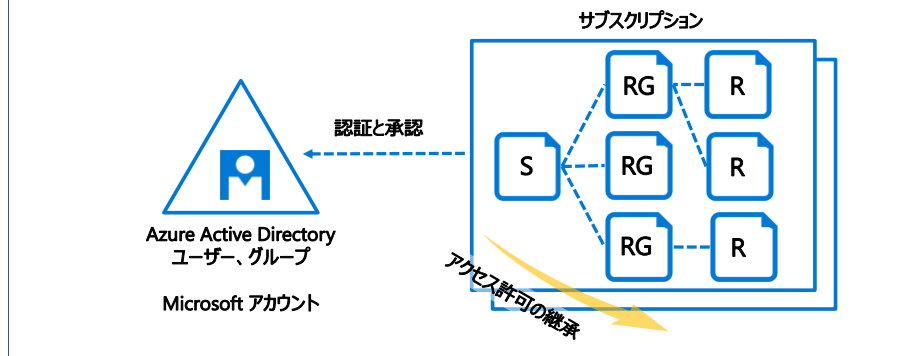 サブスクリプション
RG
R
認証と承認
S
RG
R
RG
R
Azure Active Directory
ユーザー、グループ
Microsoft アカウント
アクセス許可の継承